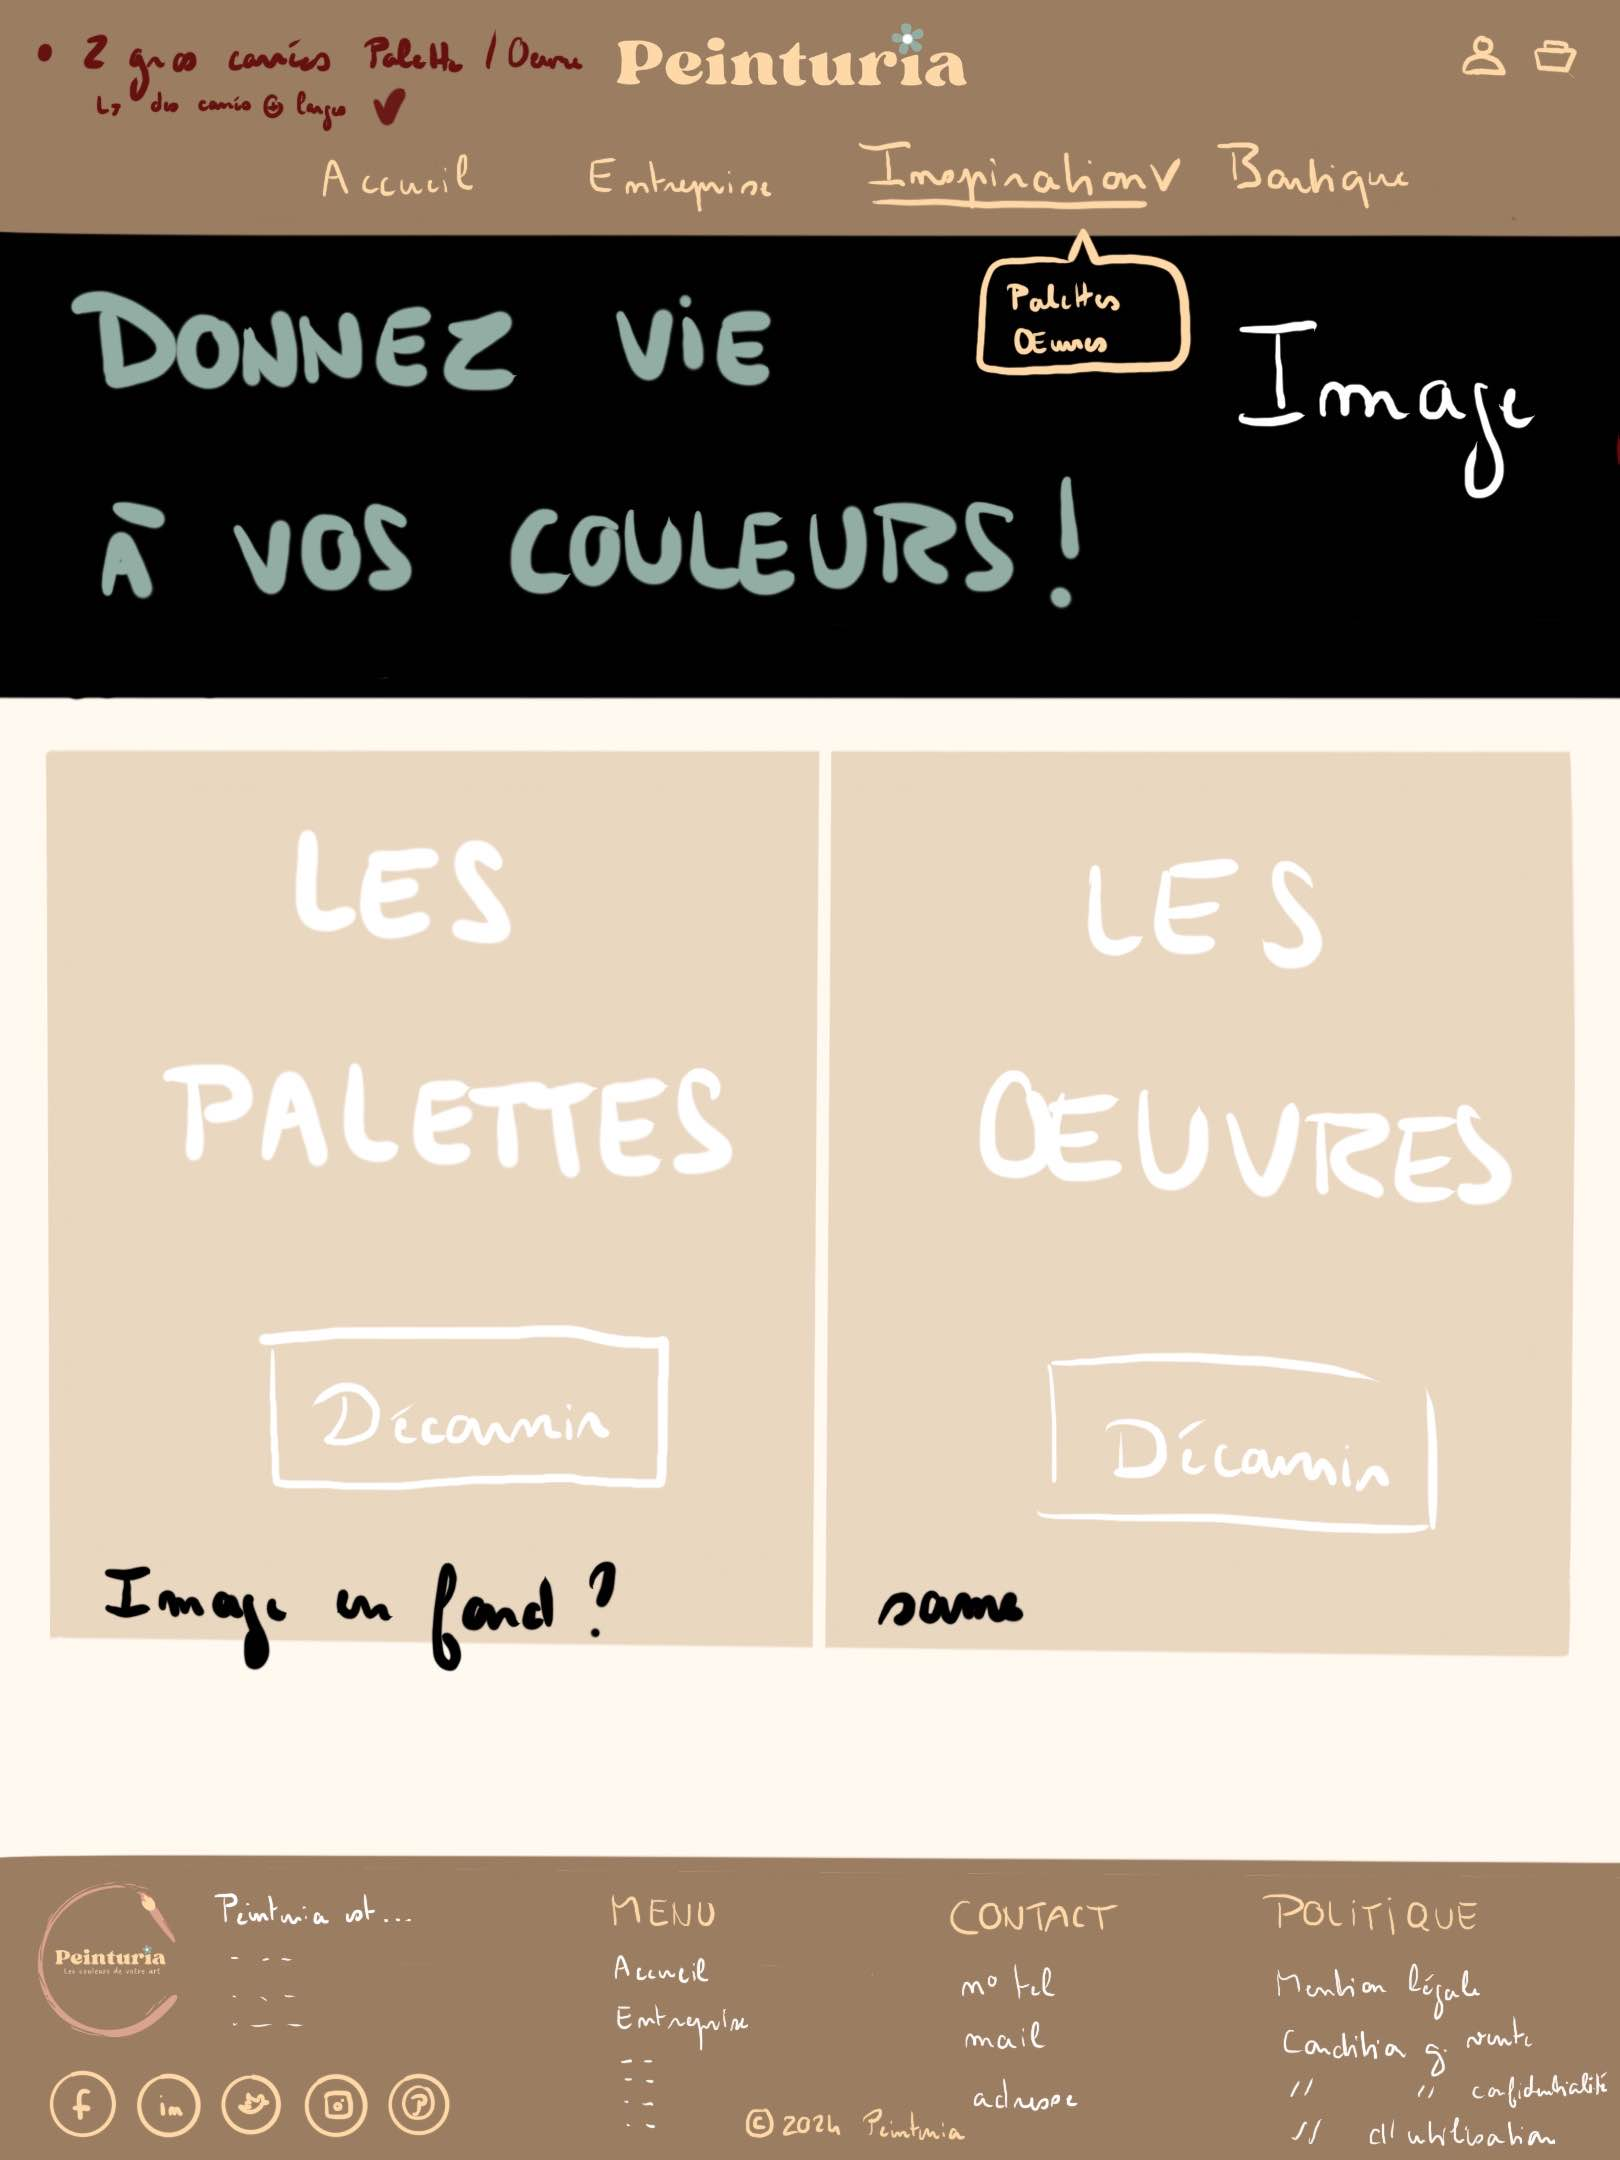 • 2 gros carrés Palette / Oeuvre
↳ des carrés ⊕ larges
Peinturia
Accueil Entreprise Inspiration V Boutique
Palettes
Œuvres
DONNEZ ViE
À VOS COULEURS !
Image
LES
PALETTES
Découvrir
Image en fond ?
LES
ŒUVRES
Découvrir
same
Peinturia
Les couleurs de votre art
Peinturia est...
MENU
Accueil
Entreprise
CONTACT
n° tel
mail
adresse
POLITiQUE
Mention légale
Condition g. vente
" " confidentialité
" d'utilisation
f in P
© 2024 Peinturia